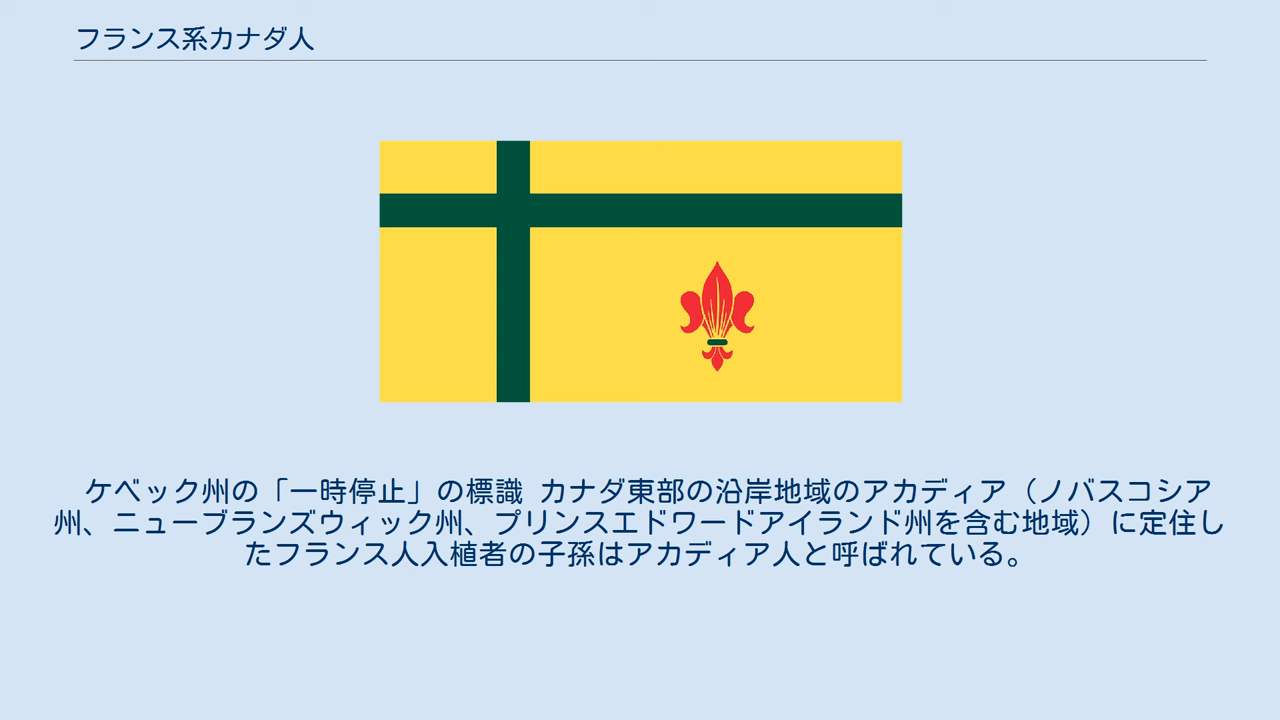 フランス系カナダ人
ケベック州の「一時停止」の標識 カナダ東部の沿岸地域のアカディア（ノバスコシア
州、ニューブランズウィック州、プリンスエドワードアイランド州を含む地域）に定住し
たフランス人入植者の子孫はアカディア人と呼ばれている。